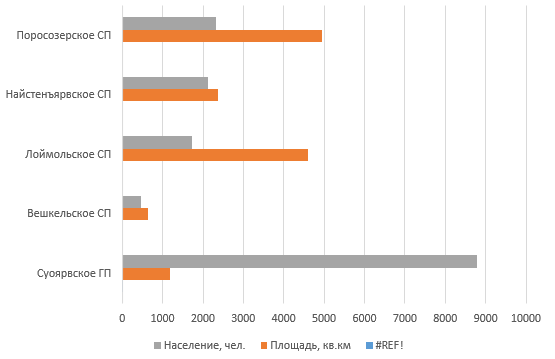 Поросозерское СП
Найстенъярвское СП
Лоймольское СП
Вешкельское СП
Суоярвское ГП
0 1000 2000 3000 4000 5000 6000 7000 8000 9000 10000
Население, чел. Площадь, кв.км #REF!